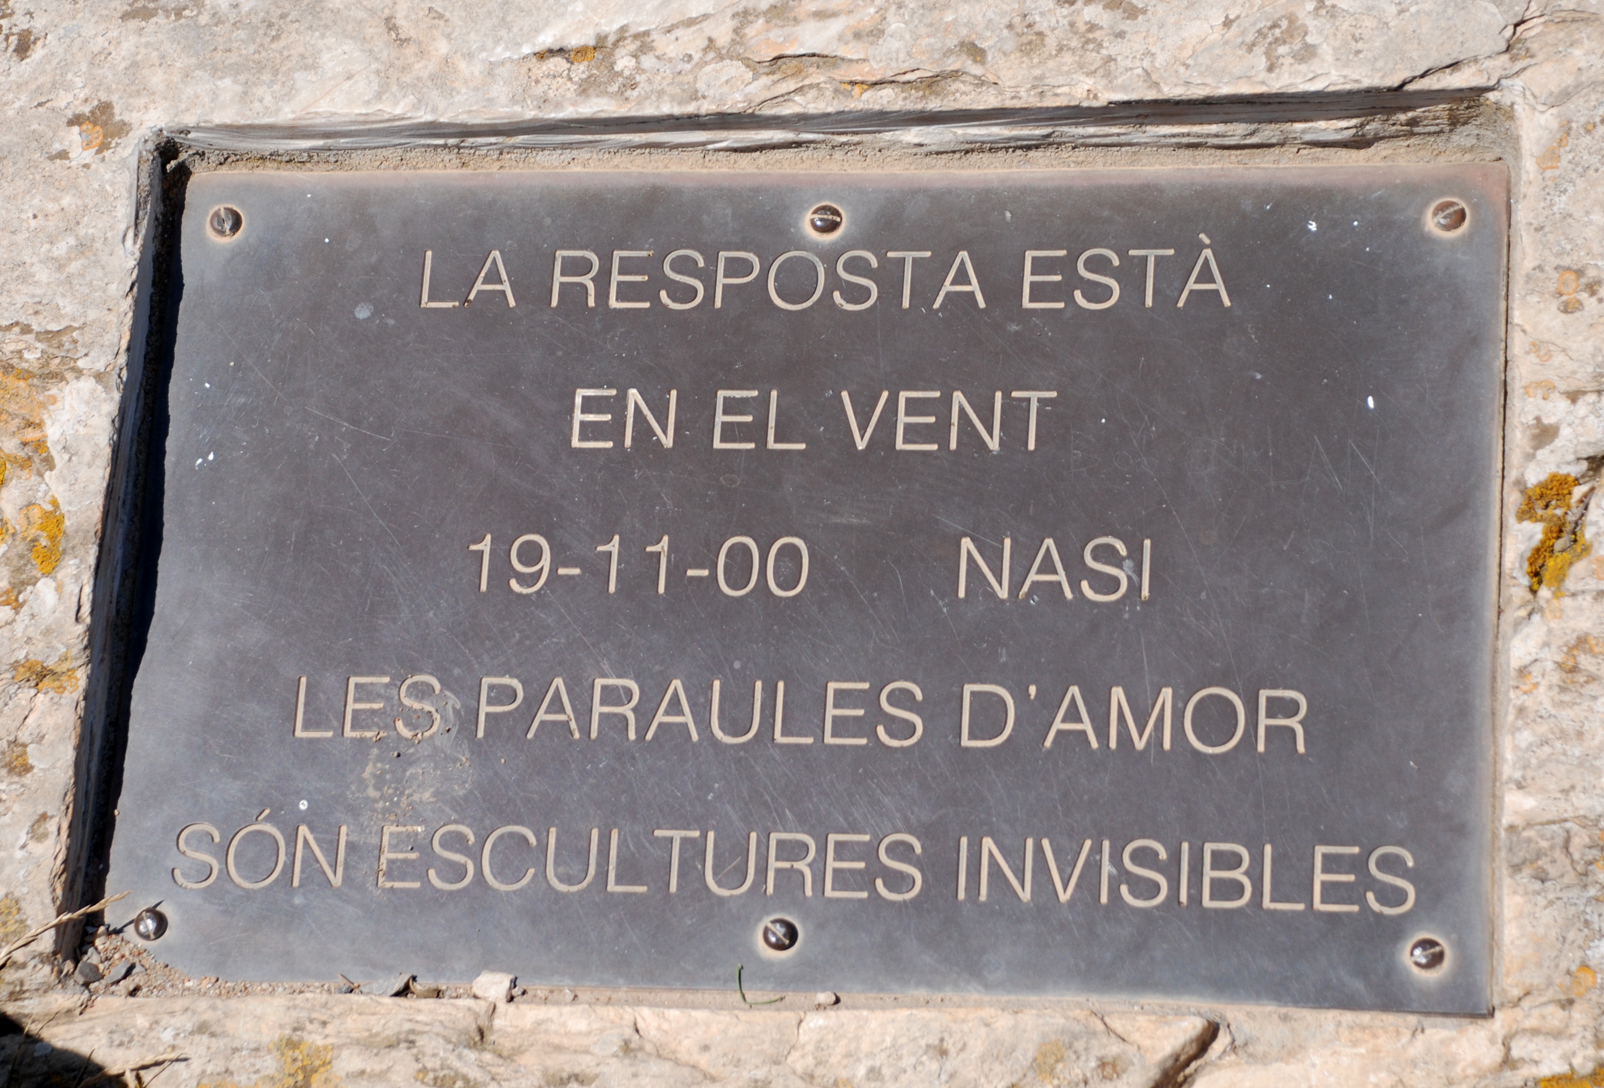 LA RESPOSTA ESTÀ
EN EL VENT
19-11-00 NASI
LES PARAULES D'AMOR
SÓN ESCULTURES INVISIBLES